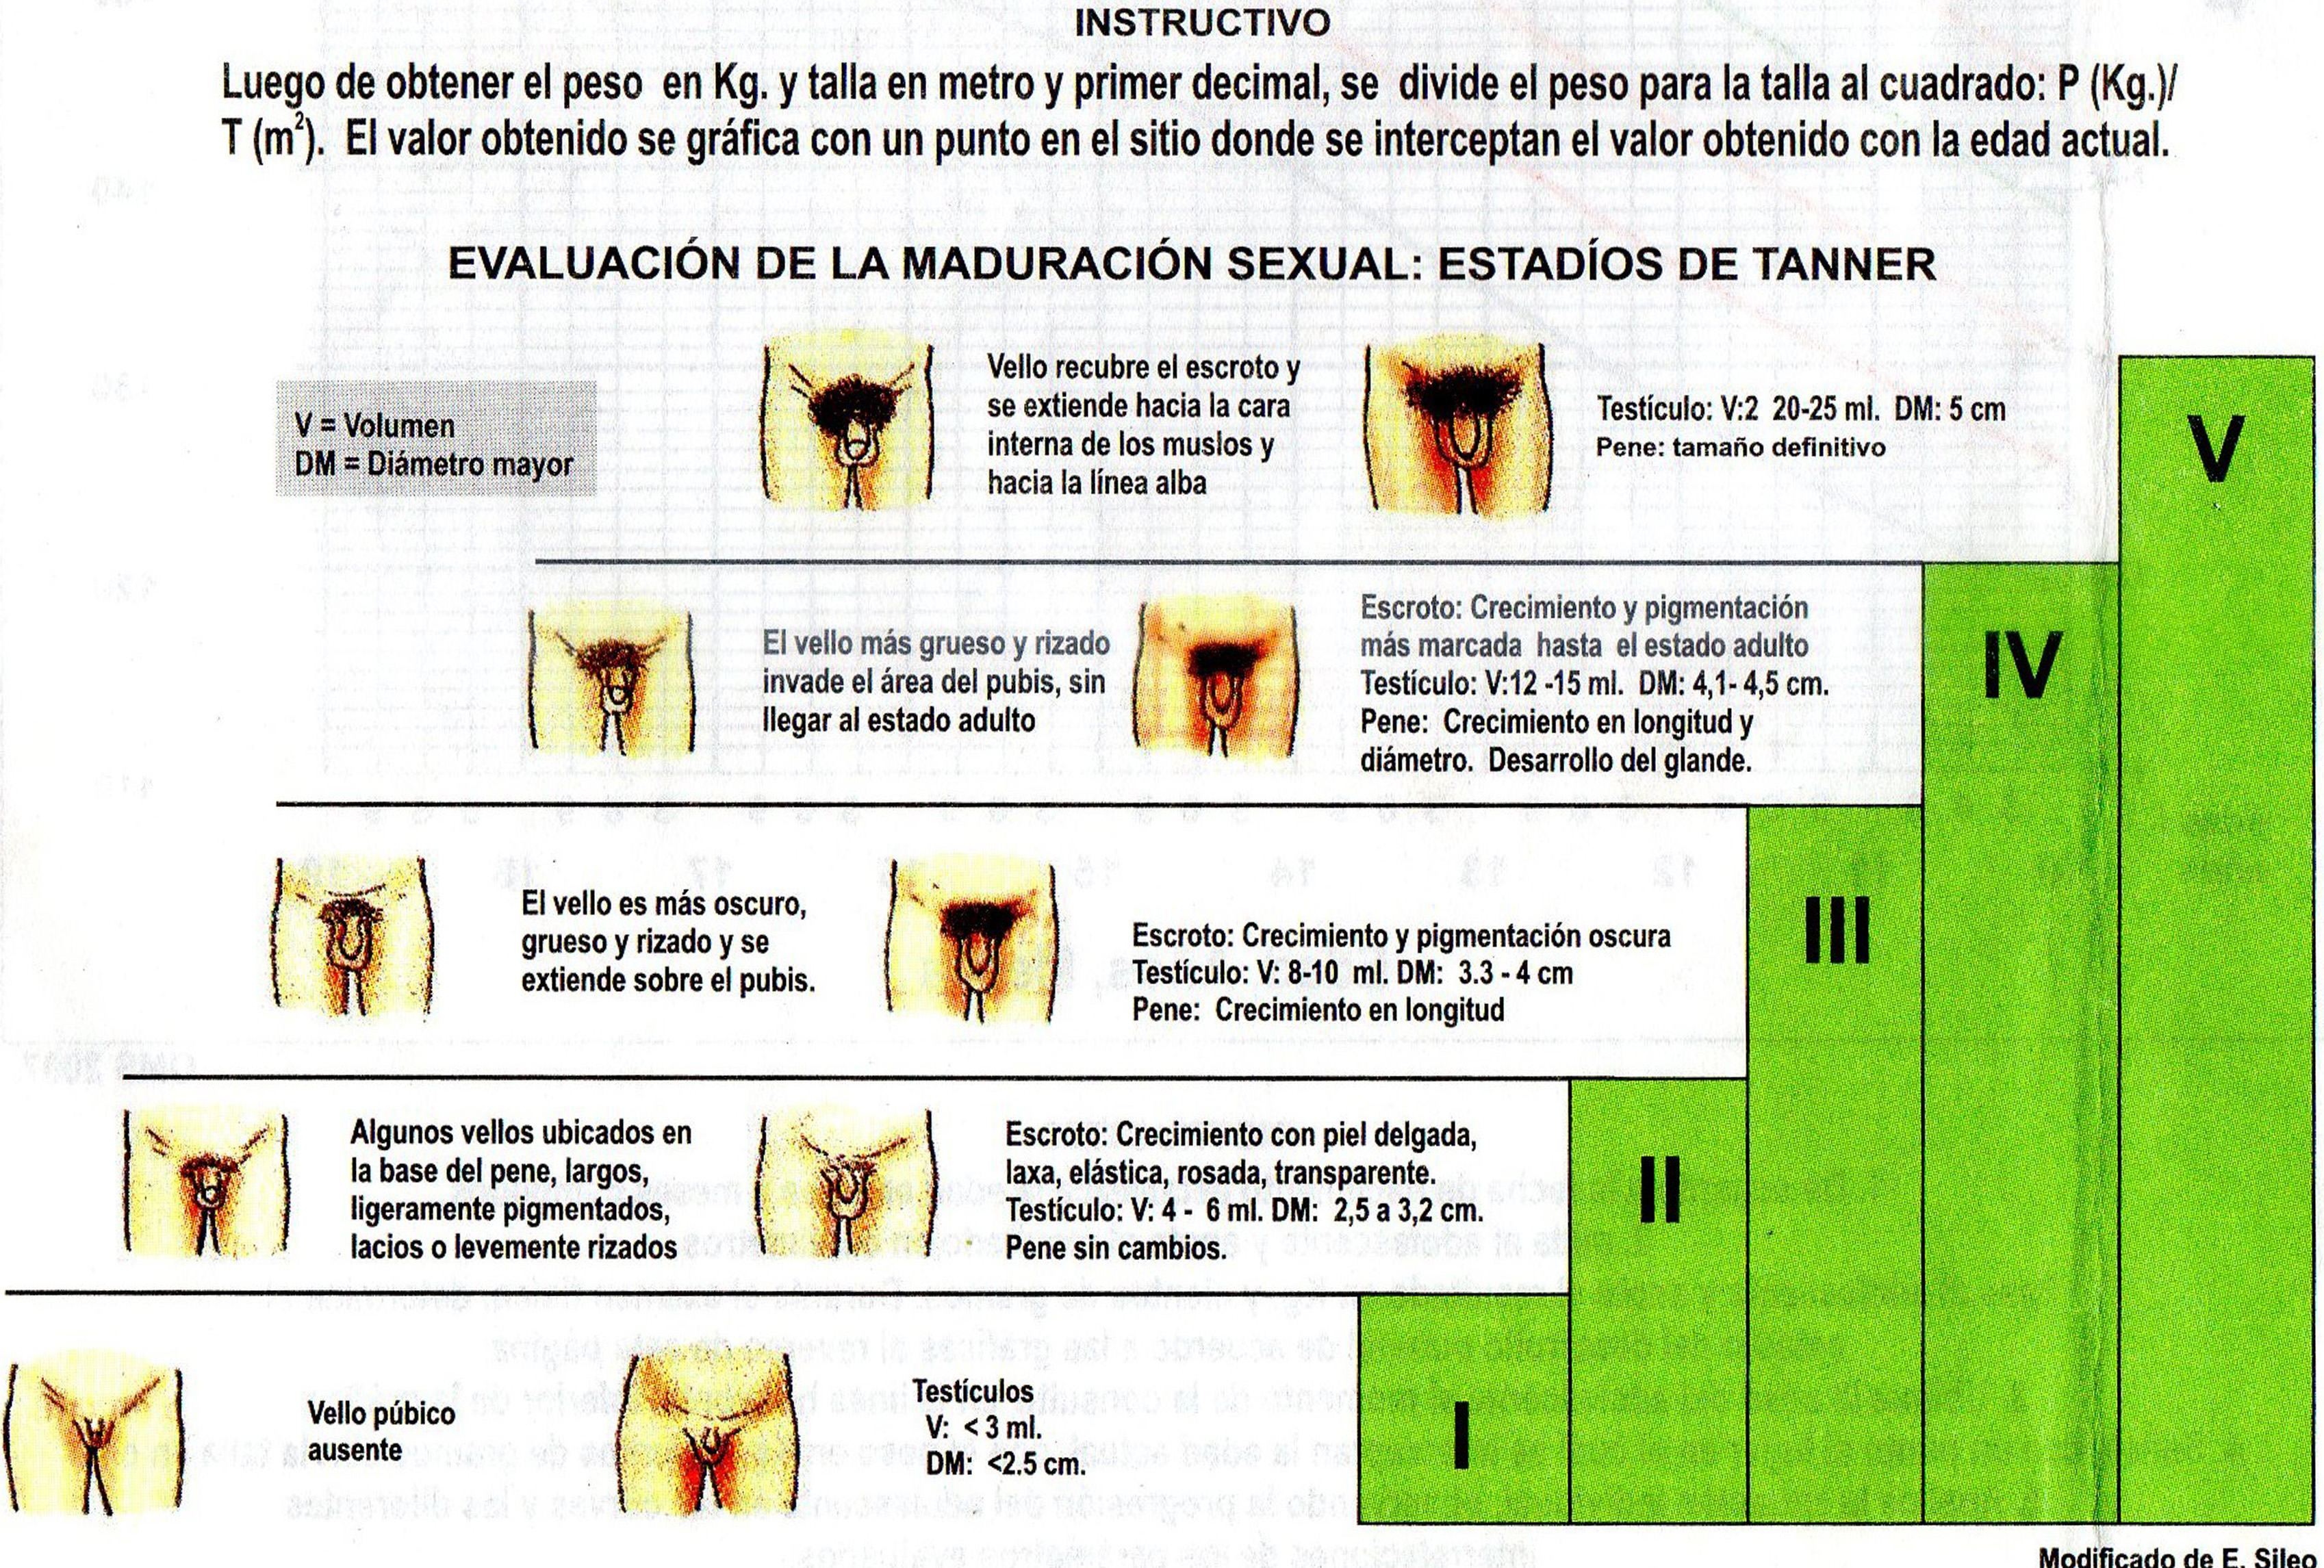 INSTRUCTIVO
Luego de obtener el peso en Kg. y talla en metro y primer decimal, se divide el peso para la talla al cuadrado: P (Kg.)/
T (m²). El valor obtenido se gráfica con un punto en el sitio donde se interceptan el valor obtenido con la edad actual.
EVALUACIÓN DE LA MADURACIÓN SEXUAL: ESTADÍOS DE TANNER
V = Volumen
DM = Diámetro mayor
Vello recubre el escroto y
se extiende hacia la cara
interna de los muslos y
hacia la línea alba
Testículo: V:2 20-25 ml. DM: 5 cm
Pene: tamaño definitivo
V
El vello más grueso y rizado
invade el área del pubis, sin
llegar al estado adulto
Escroto: Crecimiento y pigmentación
más marcada hasta el estado adulto
Testículo: V:12 -15 ml. DM: 4,1- 4,5 cm.
Pene: Crecimiento en longitud y
diámetro. Desarrollo del glande.
IV
El vello es más oscuro,
grueso y rizado y se
extiende sobre el pubis.
Escroto: Crecimiento y pigmentación oscura
Testículo: V: 8-10 ml. DM: 3.3 - 4 cm
Pene: Crecimiento en longitud
III
Algunos vellos ubicados en
la base del pene, largos,
ligeramente pigmentados,
lacios o levemente rizados
Escroto: Crecimiento con piel delgada,
laxa, elástica, rosada, transparente.
Testículo: V: 4 - 6 ml. DM: 2,5 a 3,2 cm.
Pene sin cambios.
II
Vello púbico
ausente
Testículos
V: < 3 ml.
DM: <2.5 cm.
I
Modificado de E. Sileo